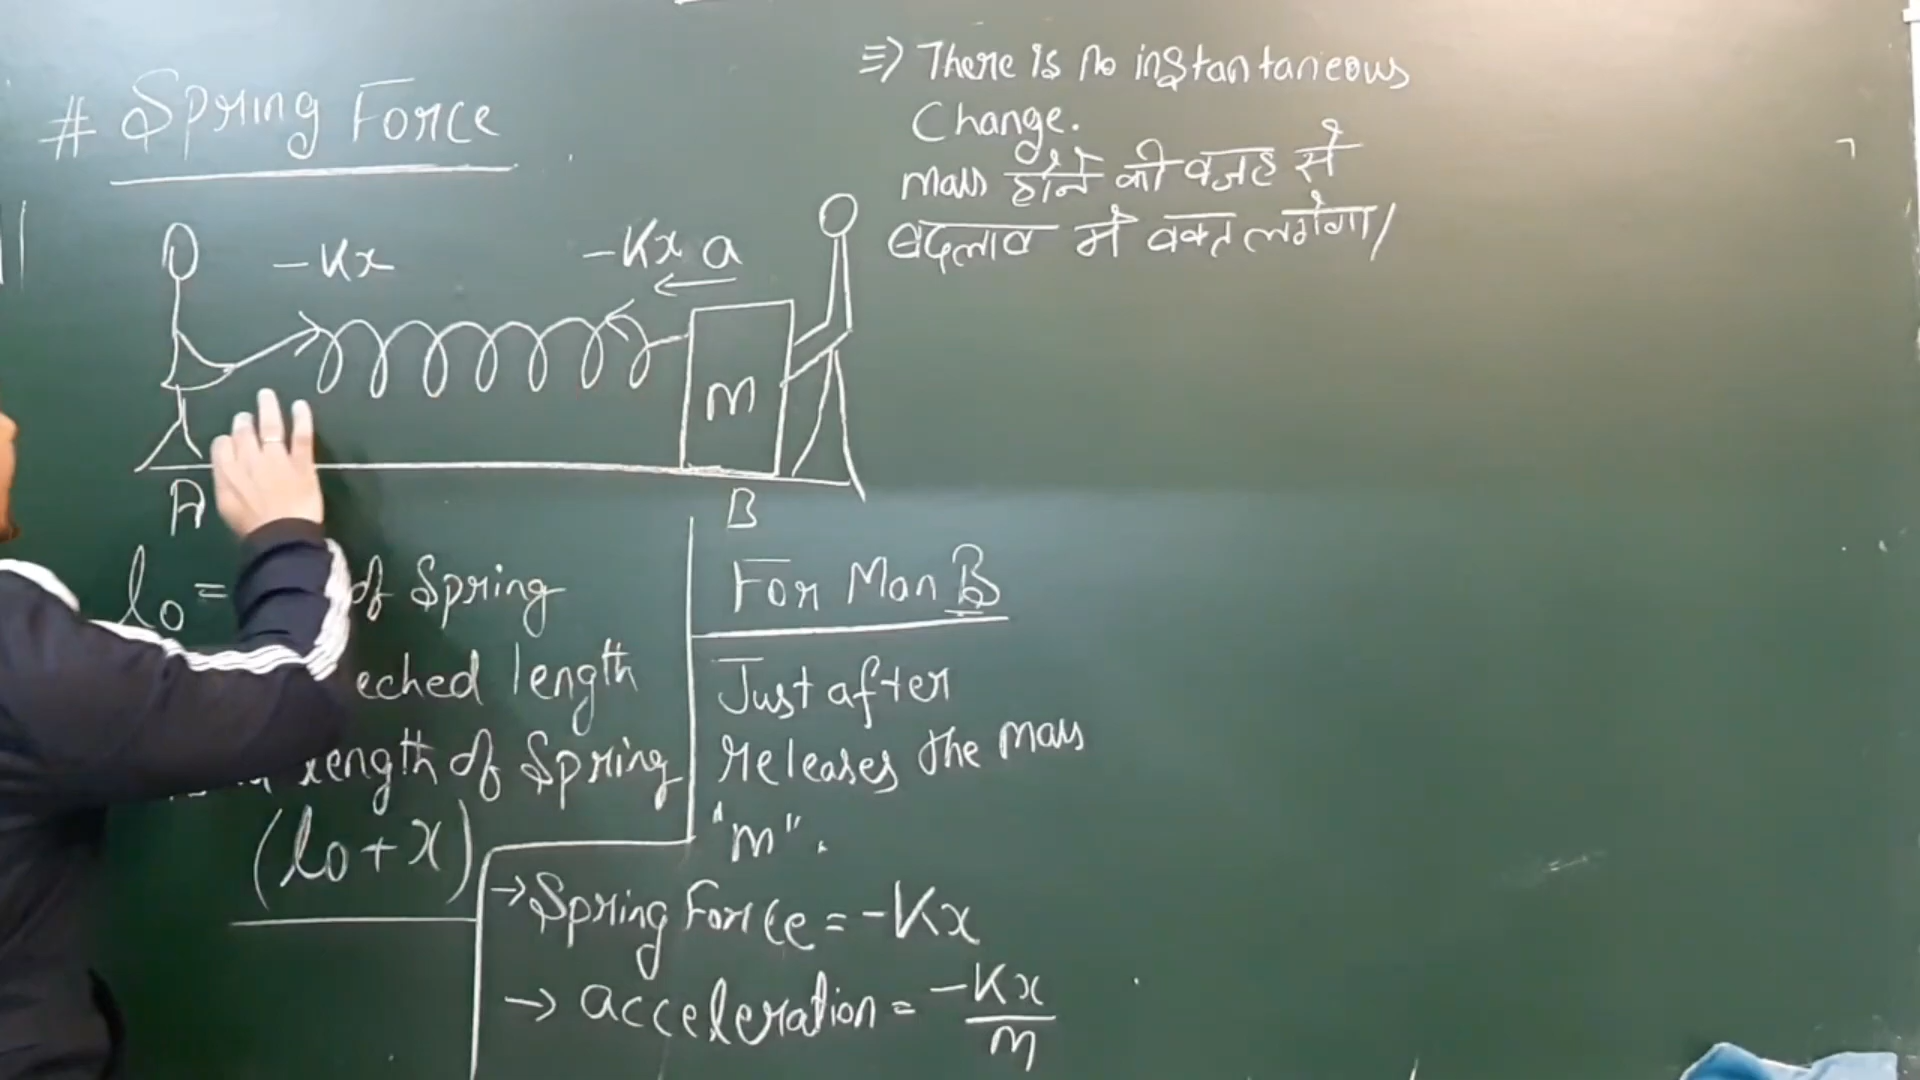 # Spring Force
-Kx
-Kx a
m
A
B
l₀ = of Spring
eched length
length of Spring
(l₀+x)
For Man B
Just after
releases the mass
"m".
→ Spring Force = -Kx
→ acceleration = -Kx/m
⇒ There is no instantaneous
Change.
mass होने की वजह से
बदलाव में वक्त लगेगा।